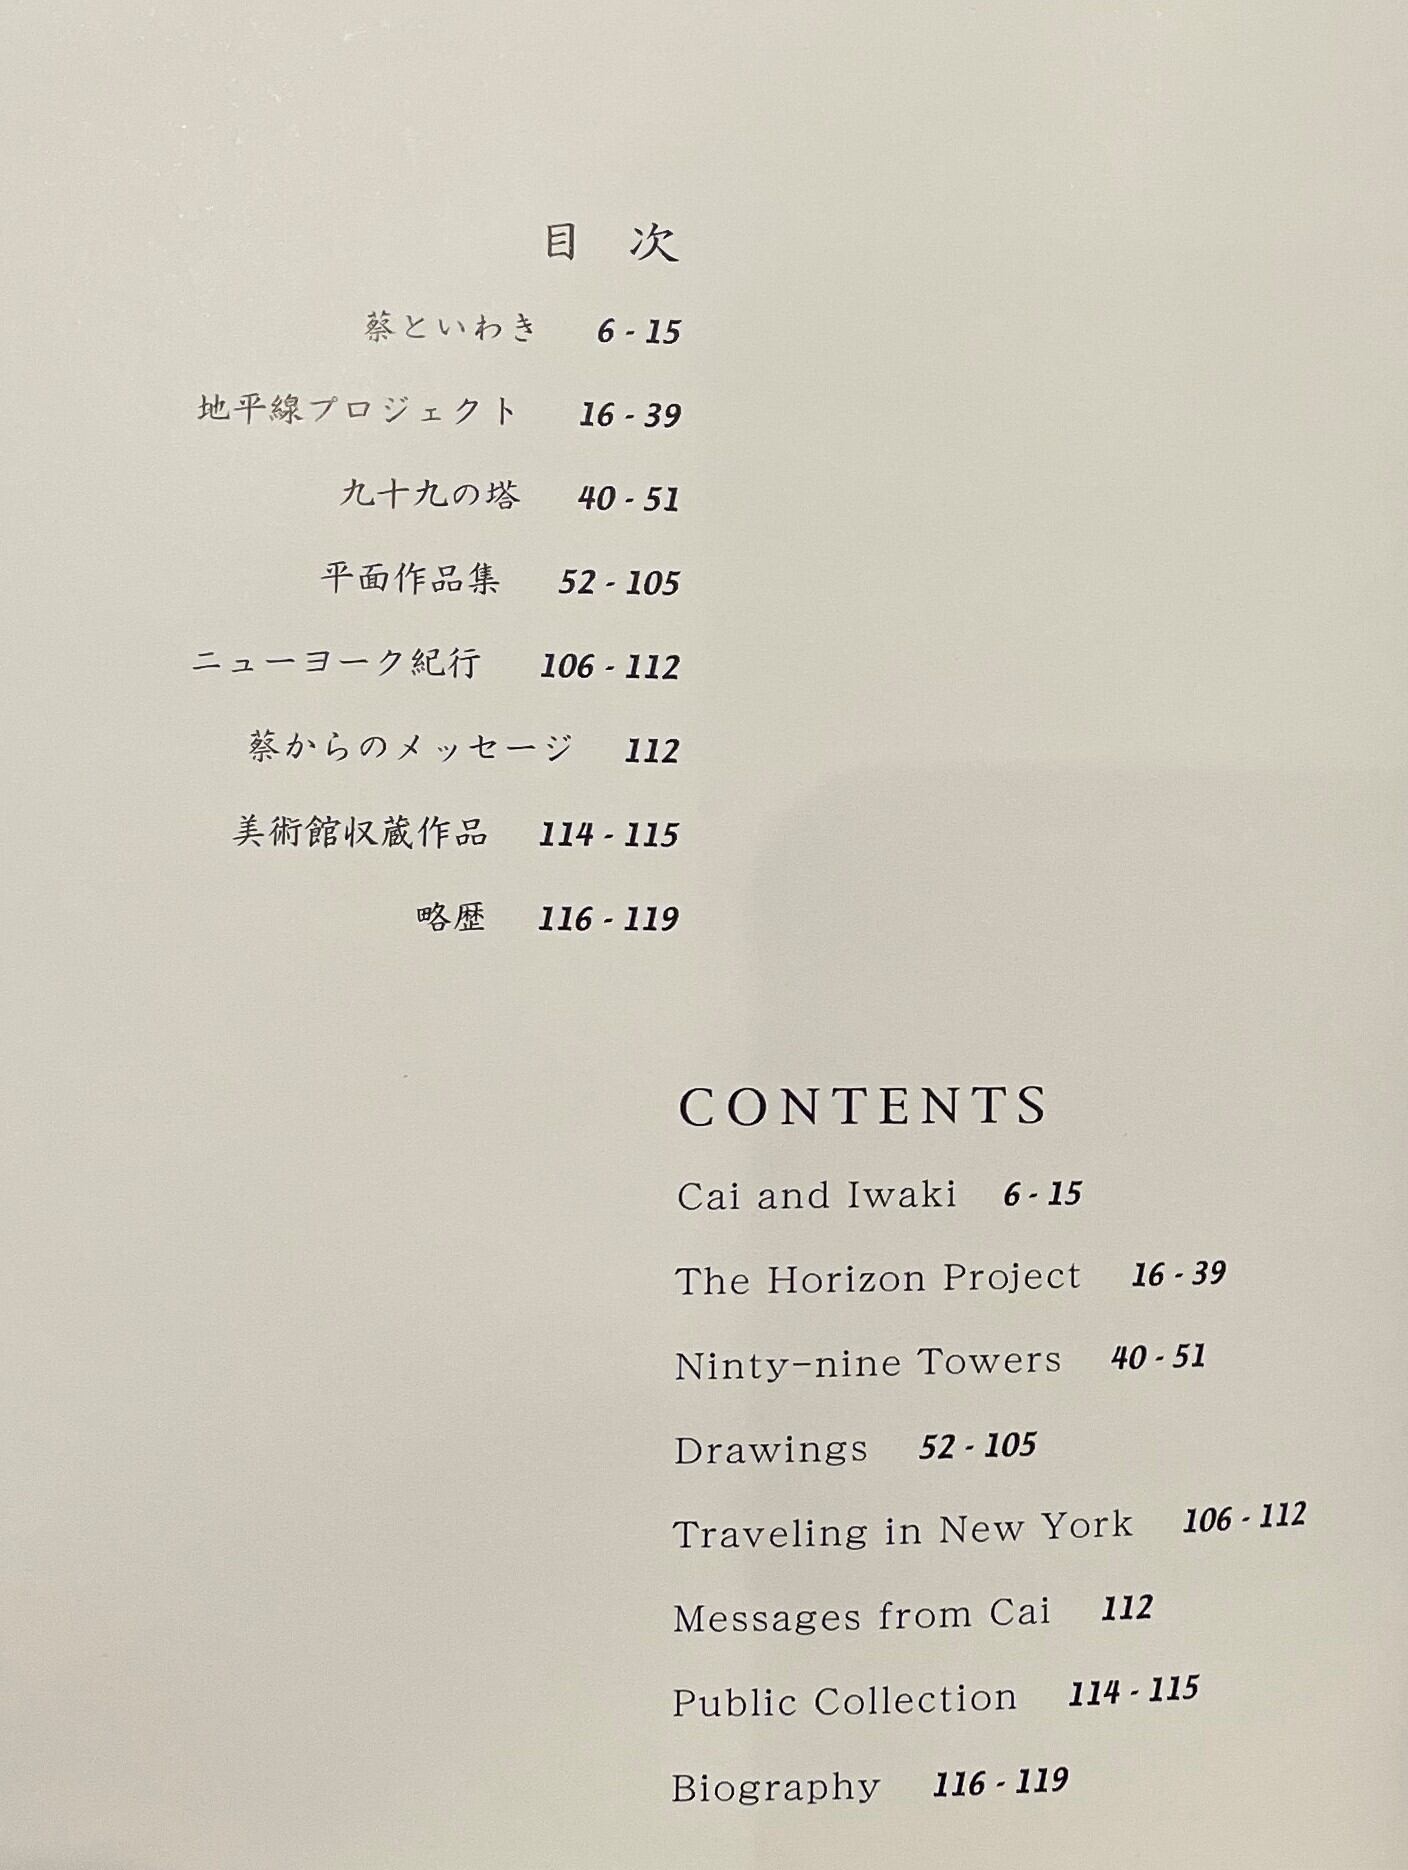 目 次
蔡といわき 6 - 15
地平線プロジェクト 16 - 39
九十九の塔 40 - 51
平面作品集 52 - 105
ニューヨーク紀行 106 - 112
蔡からのメッセージ 112
美術館収蔵作品 114 - 115
略歴 116 - 119
CONTENTS
Cai and Iwaki 6 - 15
The Horizon Project 16 - 39
Ninty-nine Towers 40 - 51
Drawings 52 - 105
Traveling in New York 106 - 112
Messages from Cai 112
Public Collection 114 - 115
Biography 116 - 119